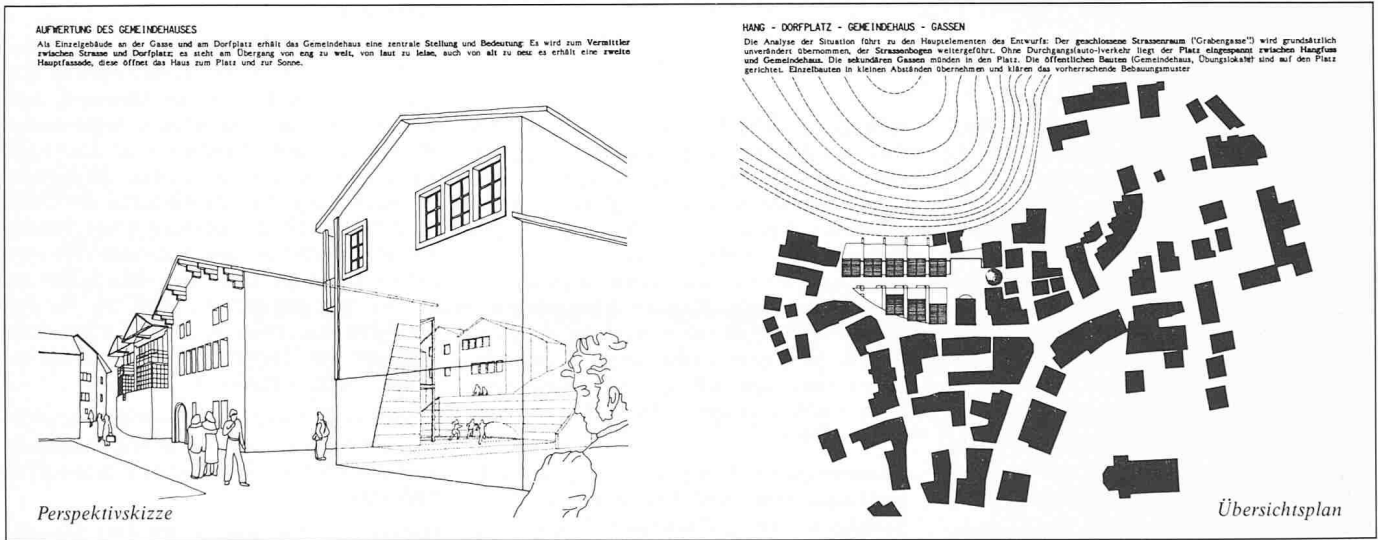 AUFWERTUNG DES GEMEINDEHAUSES
Als Einzelgebäude an der Gasse und am Dorfplatz erhält das Gemeindehaus eine zentrale Stellung und Bedeutung: Es wird zum Vermittler
zwischen Strasse und Dorfplatz; es steht am Übergang von eng zu weit, von laut zu leise, auch von alt zu neu: es erhält eine zweite
Hauptfassade, diese öffnet das Haus zum Platz und zur Sonne.
Perspektivskizze
HANG - DORFPLATZ - GEMEINDEHAUS - GASSEN
Die Analyse der Situation führt zu den Hauptelementen des Entwurfs: Der geschlossene Strassenraum ("Grabengasse") wird grundsätzlich
unverändert übernommen, der Strassenbogen weitergeführt. Ohne Durchgangs(auto-)verkehr liegt der Platz eingespannt zwischen Hangfuss
und Gemeindehaus. Die sekundären Gassen münden in den Platz. Die öffentlichen Bauten (Gemeindehaus, Übungslokale) sind auf den Platz
gerichtet. Einzelbauten in kleinen Abständen übernehmen und klären das vorherrschende Bebauungsmuster
Übersichtsplan